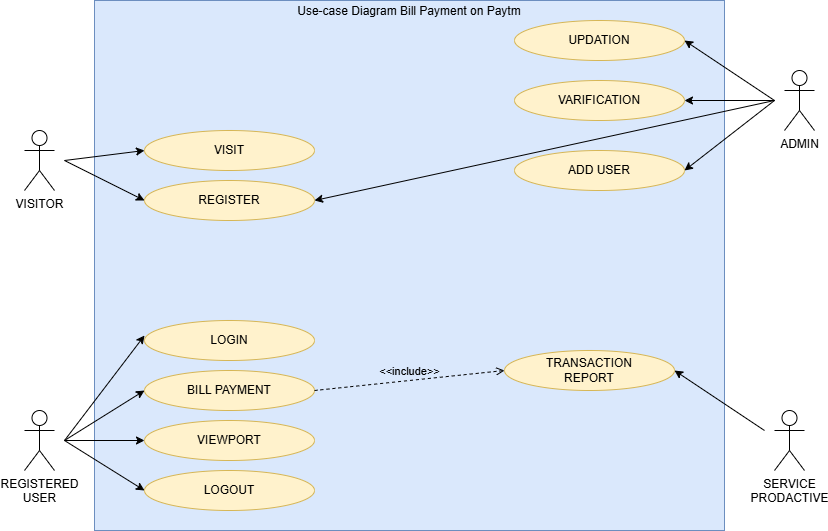 Use-case Diagram Bill Payment on Paytm
UPDATION
VARIFICATION
ADMIN
VISIT
ADD USER
REGISTER
VISITOR
LOGIN
TRANSACTION
REPORT
<<include>>
BILL PAYMENT
VIEWPORT
REGISTERED
USER
LOGOUT
SERVICE
PRODACTIVE